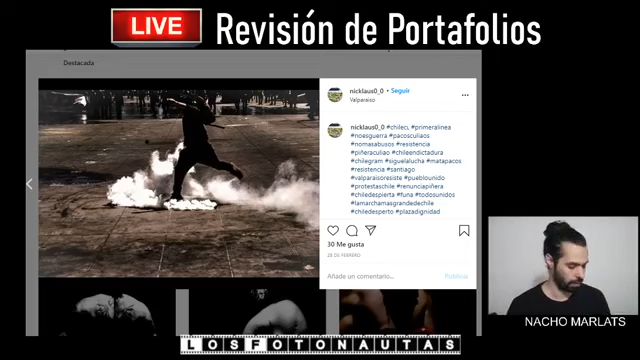 LIVE Revisión de Portafolios
Destacada
nicklaus0_0 • Seguir
Valparaiso
nicklaus0_0 #chileci, #primeralinea
#noesguerra #pacosculiaos
#nomasabusos #resistencia
#piñeraculiao #chileendictadura
#chilegram #siguelalucha #matapacos
#resistencia #santiago
#valparaisoresiste #pueblounido
#protestaschile #renunciapiñera
#chiledespierta #funa #todosunidos
#lamarchamasgrandedechile
#chiledesperto #plazadignidad
30 Me gusta
28 DE FEBRERO
Añade un comentario...
Publicar
NACHO MARLATS
LOSFOTONAUTAS